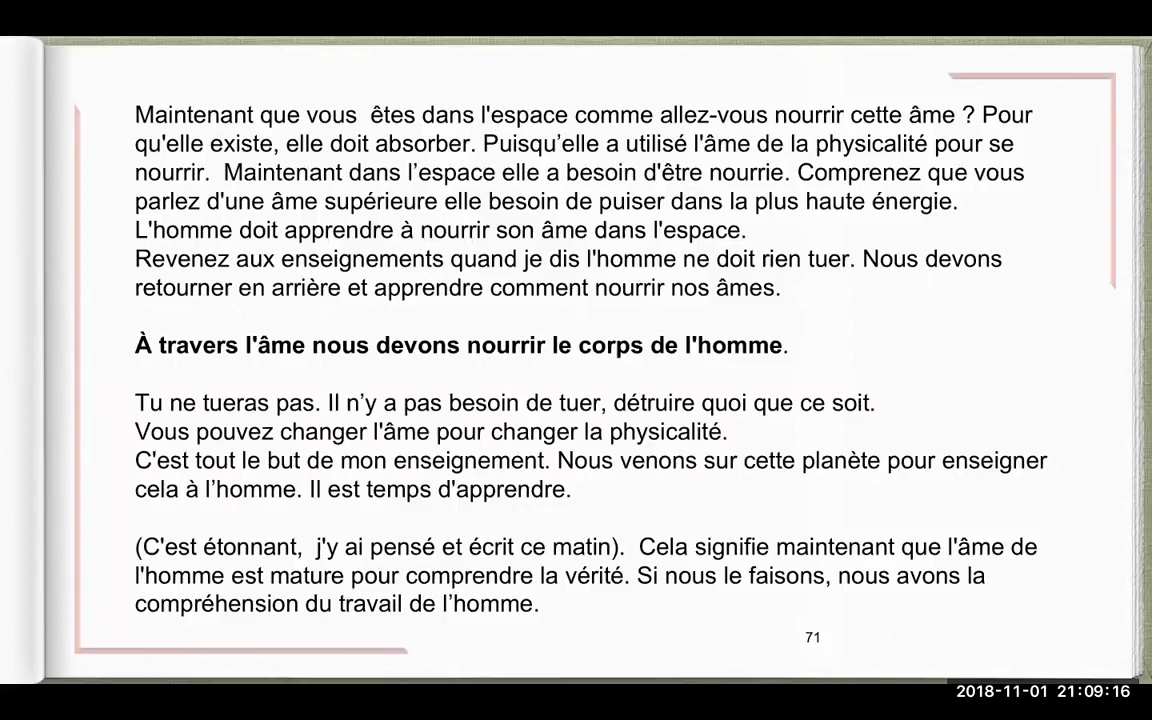 Maintenant que vous  êtes dans l'espace comme allez-vous nourrir cette âme ? Pour
qu'elle existe, elle doit absorber. Puisqu’elle a utilisé l'âme de la physicalité pour se
nourrir.  Maintenant dans l’espace elle a besoin d'être nourrie. Comprenez que vous
parlez d'une âme supérieure elle besoin de puiser dans la plus haute énergie.
L'homme doit apprendre à nourrir son âme dans l'espace.
Revenez aux enseignements quand je dis l'homme ne doit rien tuer. Nous devons
retourner en arrière et apprendre comment nourrir nos âmes.
À travers l'âme nous devons nourrir le corps de l'homme.
Tu ne tueras pas. Il n’y a pas besoin de tuer, détruire quoi que ce soit.
Vous pouvez changer l'âme pour changer la physicalité.
C'est tout le but de mon enseignement. Nous venons sur cette planète pour enseigner
cela à l’homme. Il est temps d'apprendre.
(C'est étonnant,  j'y ai pensé et écrit ce matin).  Cela signifie maintenant que l'âme de
l'homme est mature pour comprendre la vérité. Si nous le faisons, nous avons la
compréhension du travail de l’homme.
71
2018-11-01 21:09:16